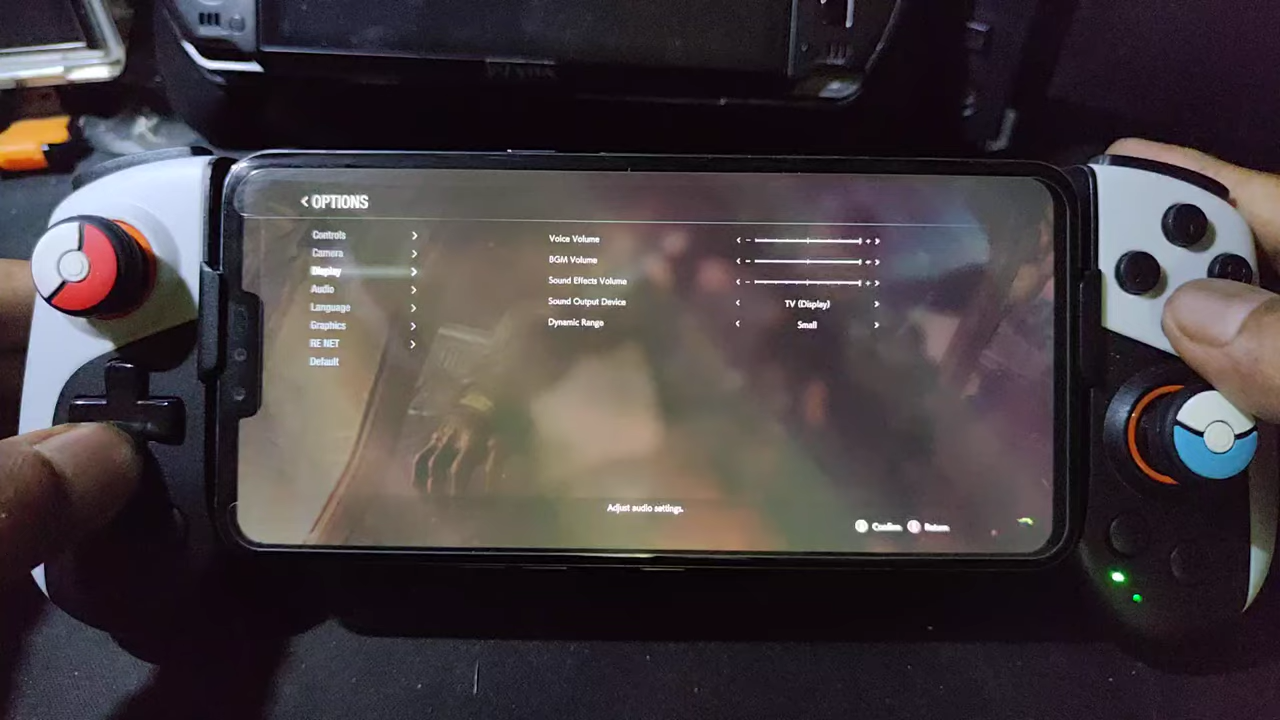 < OPTIONS
Controls
Camera
Display
Audio
Language
Graphics
RE NET
Default
Voice Volume
BGM Volume
Sound Effects Volume
Sound Output Device
TV (Display)
Dynamic Range
Small
Adjust audio settings.
Confirm
Return